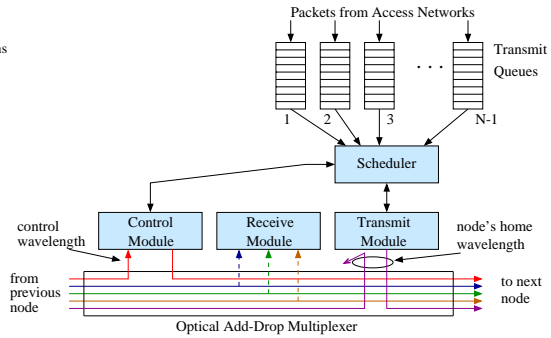 Packets from Access Networks
Transmit
Queues
. . .
1
2
3
N-1
Scheduler
Control
Module
Receive
Module
Transmit
Module
control
wavelength
node's home
wavelength
from
previous
node
to next
node
Optical Add-Drop Multiplexer